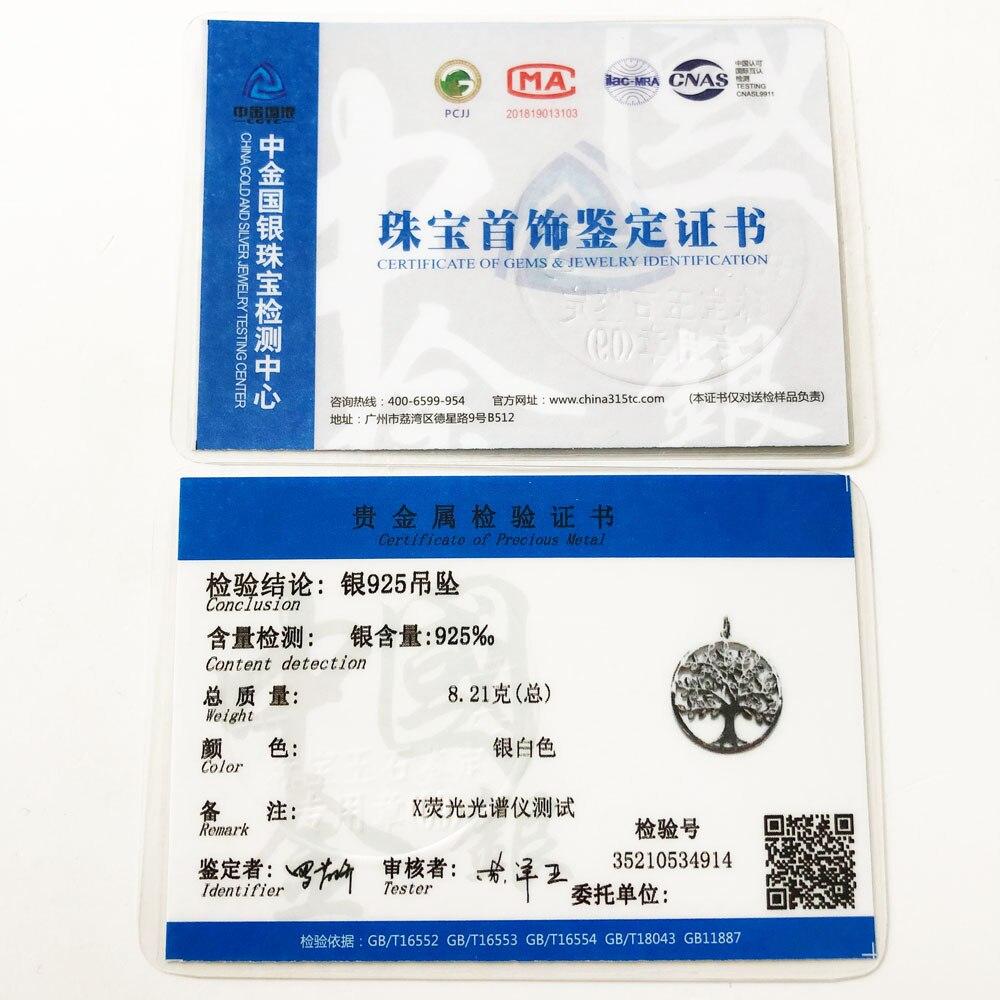 中金国银
CGTC
中金国银珠宝检测中心
CHINA GOLD AND SILVER JEWELRY TESTING CENTER
PCJJ
MA
201819013103
ilac-MRA
CNAS
中国认可
国际互认
检测
TESTING
CNASL9911
珠宝首饰鉴定证书
CERTIFICATE OF GEMS & JEWELRY IDENTIFICATION
咨询热线：400-6599-954 官方网址：www.china315tc.com (本证书仅对送检样品负责)
地址：广州市荔湾区德星路9号B512
贵金属检验证书
Certificate of Precious Metal
检验结论: 银925吊坠
Conclusion
含量检测: 银含量:925‰
Content detection
总质量: 8.21克(总)
Weight
颜色: 银白色
Color
备注: X荧光光谱仪测试
Remark
检验号
35210534914
鉴定者: 审核者:
Identifier Tester
委托单位:
检验依据：GB/T16552 GB/T16553 GB/T16554 GB/T18043 GB11887